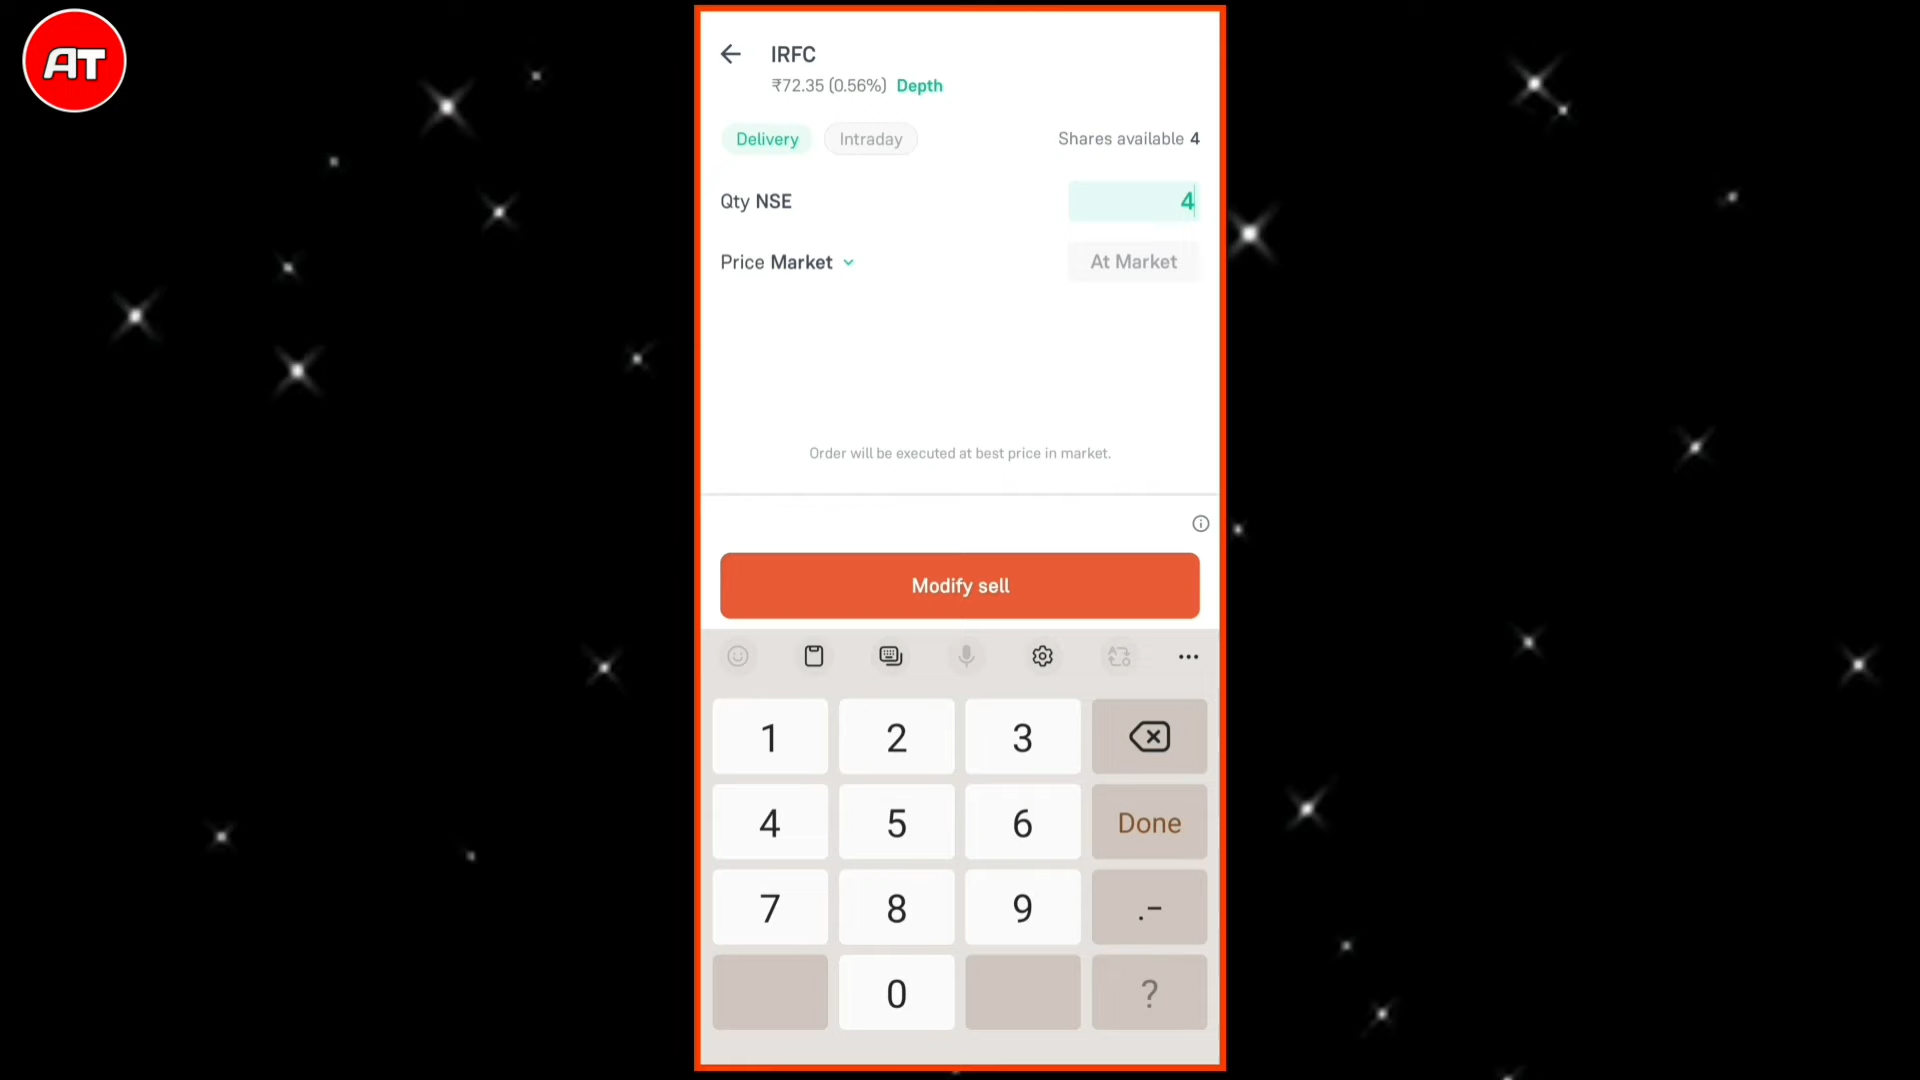 AT
IRFC
₹72.35 (0.56%) Depth
Delivery Intraday Shares available 4
Qty NSE 4
Price Market At Market
Order will be executed at best price in market.
Modify sell
1 2 3
4 5 6 Done
7 8 9 .-
0 ?